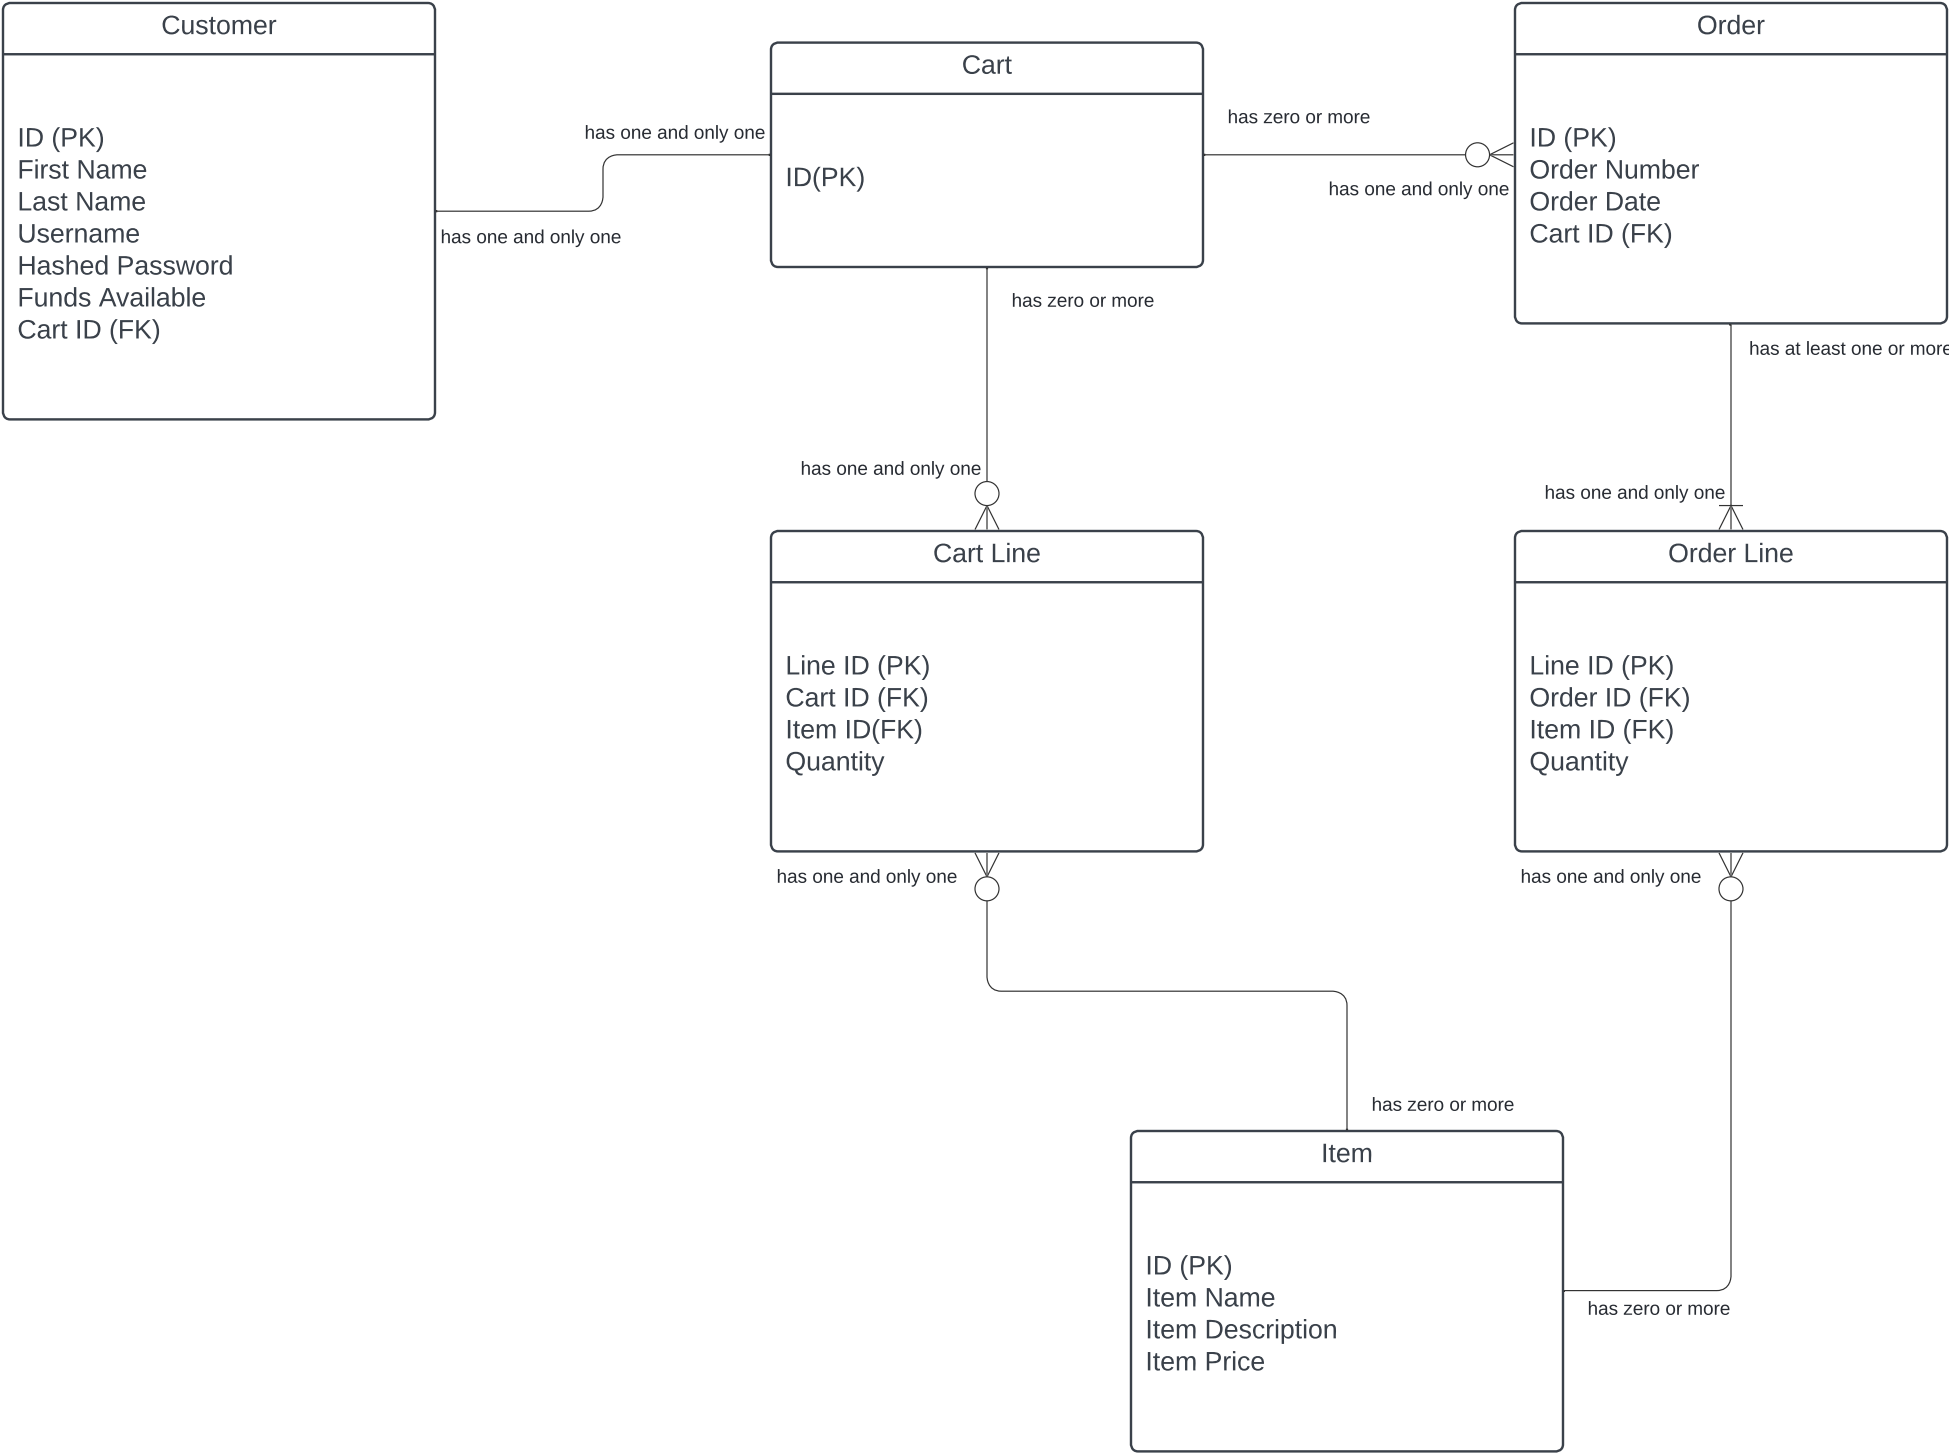 Customer
ID (PK)
First Name
Last Name
Username
Hashed Password
Funds Available
Cart ID (FK)
has one and only one
has one and only one
Cart
ID(PK)
has zero or more
has one and only one
Order
ID (PK)
Order Number
Order Date
Cart ID (FK)
has zero or more
has one and only one
has at least one or more
has one and only one
Cart Line
Line ID (PK)
Cart ID (FK)
Item ID(FK)
Quantity
has one and only one
Order Line
Line ID (PK)
Order ID (FK)
Item ID (FK)
Quantity
has one and only one
has zero or more
Item
ID (PK)
Item Name
Item Description
Item Price
has zero or more